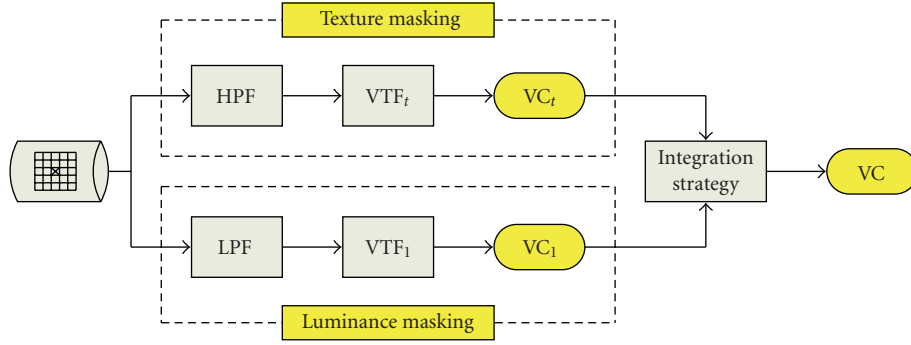 Texture masking
HPF
VTFₜ
VCₜ
Integration
strategy
VC
LPF
VTF₁
VC₁
Luminance masking